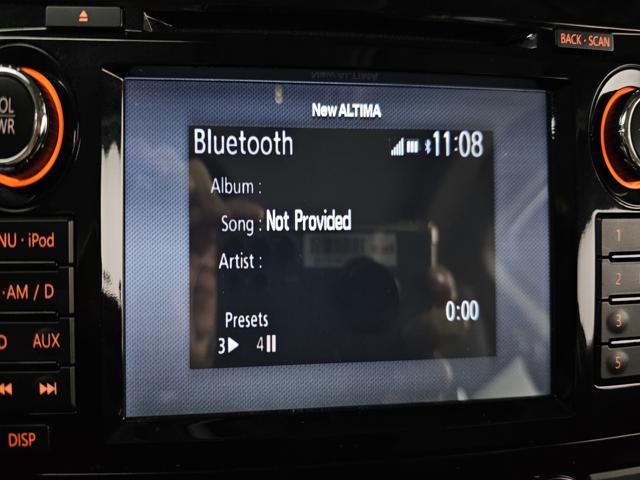 BACK · SCAN
New ALTIMA
OL
WR
Bluetooth 11:08
Album :
Song : Not Provided
Artist :
Presets 0:00
3 4
NU · iPod
· AM / D
D AUX
DISP
1
2
3
5